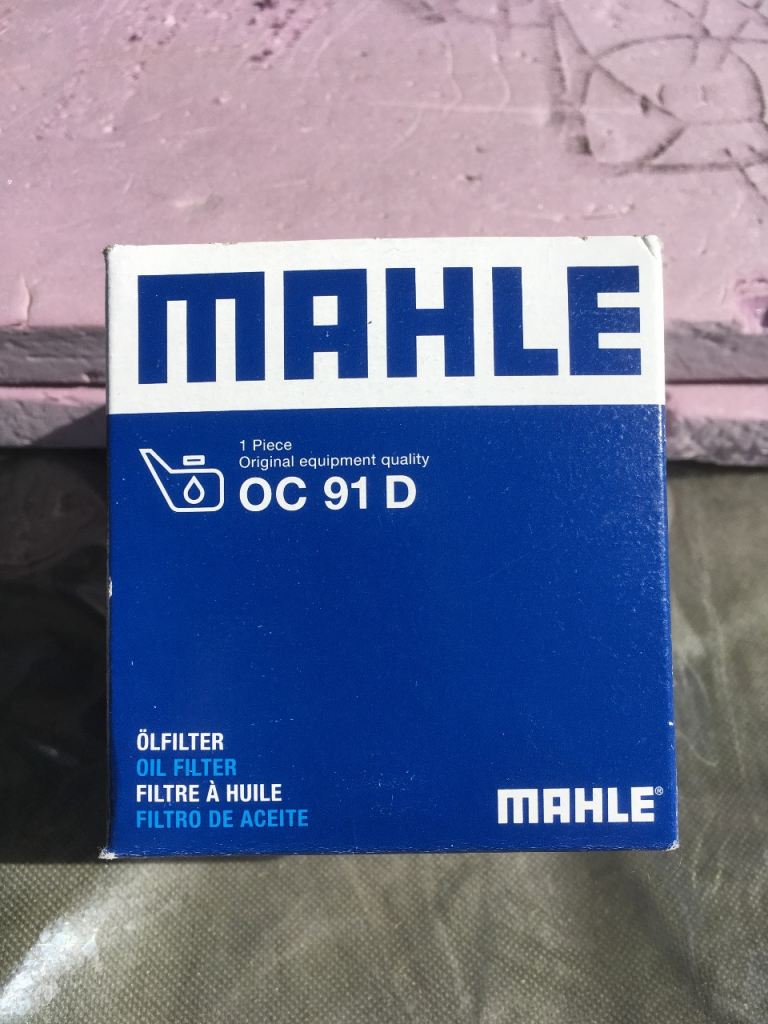 MAHLE
1 Piece
Original equipment quality
OC 91 D
ÖLFILTER
OIL FILTER
FILTRE À HUILE
FILTRO DE ACEITE
MAHLE®